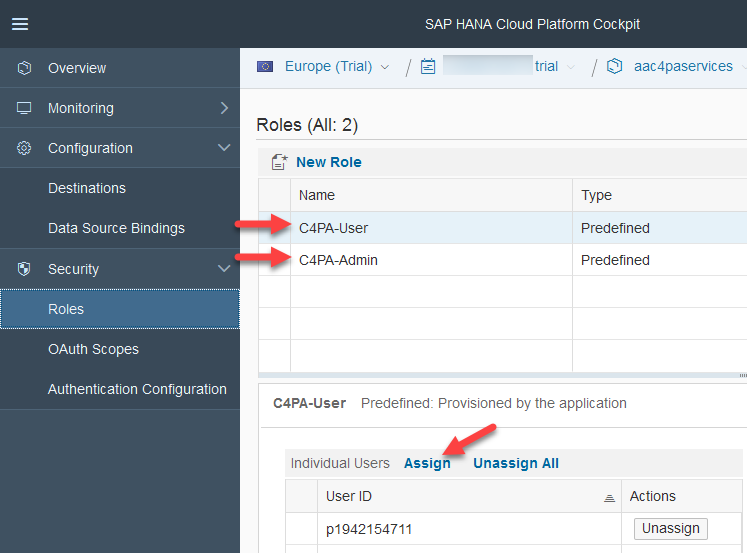 SAP HANA Cloud Platform Cockpit
Overview
Monitoring
Configuration
Destinations
Data Source Bindings
Security
Roles
OAuth Scopes
Authentication Configuration
Europe (Trial) / trial / aac4paservices
Roles (All: 2)
New Role
Name Type
C4PA-User Predefined
C4PA-Admin Predefined
C4PA-User Predefined: Provisioned by the application
Individual Users Assign Unassign All
User ID Actions
p1942154711 Unassign